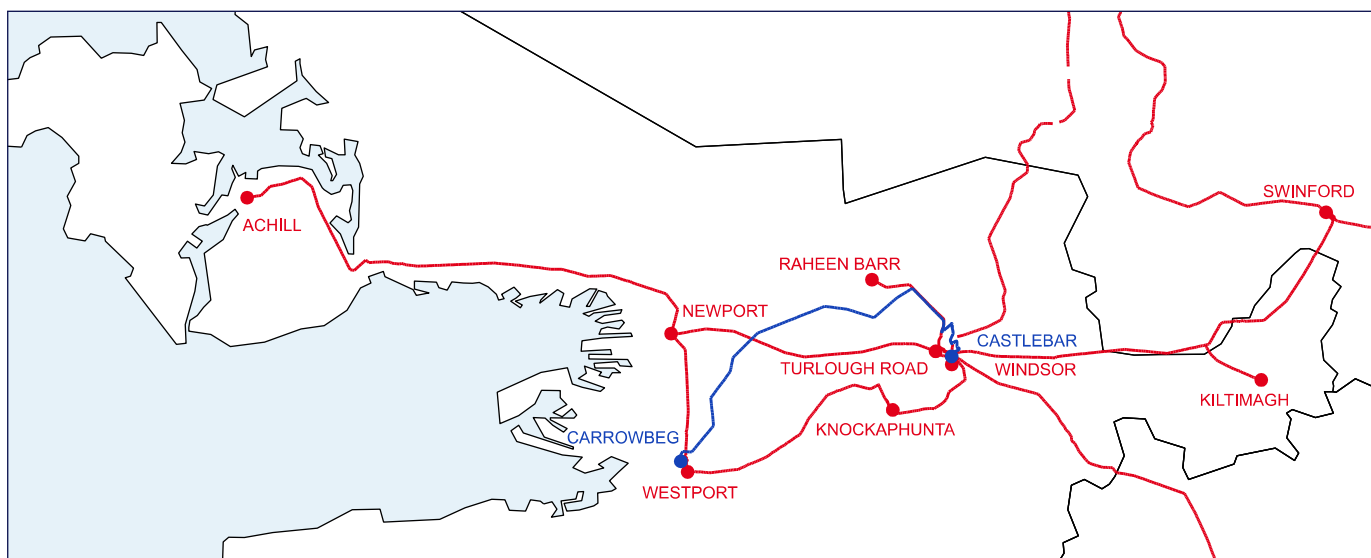 SWINFORD
ACHILL
RAHEEN BARR
NEWPORT
CASTLEBAR
TURLOUGH ROAD
WINDSOR
KILTIMAGH
KNOCKAPHUNTA
CARROWBEG
WESTPORT